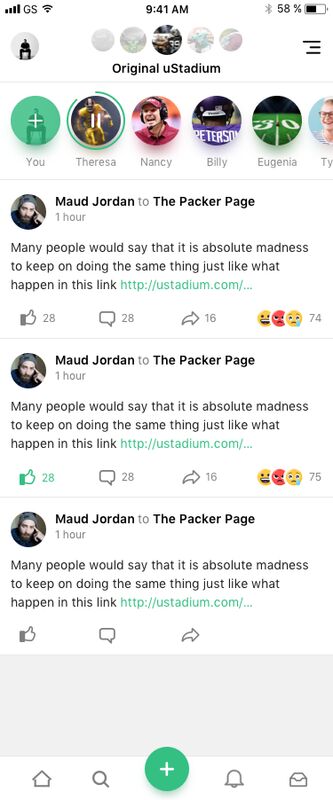 GS 9:41 AM 58 %
Original uStadium
You Theresa Nancy Billy Eugenia Ty
PETERSON
Maud Jordan to The Packer Page
1 hour
Many people would say that it is absolute madness
to keep on doing the same thing just like what
happen in this link http://ustadium.com/...
28 28 16 74
Maud Jordan to The Packer Page
1 hour
Many people would say that it is absolute madness
to keep on doing the same thing just like what
happen in this link http://ustadium.com/...
28 28 16 75
Maud Jordan to The Packer Page
1 hour
Many people would say that it is absolute madness
to keep on doing the same thing just like what
happen in this link http://ustadium.com/...